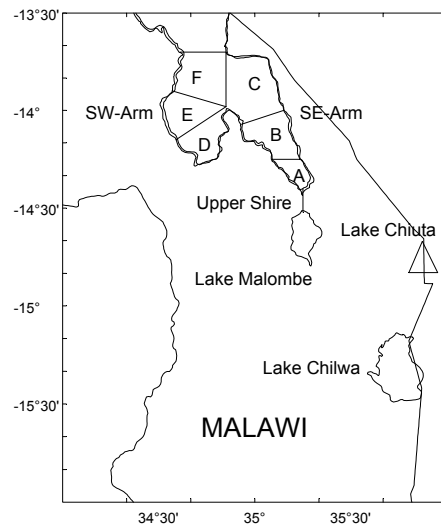 -13°30'
F
C
-14°
SW-Arm
E
SE-Arm
B
D
A
-14°30'
Upper Shire
Lake Chiuta
Lake Malombe
-15°
Lake Chilwa
-15°30'
MALAWI
34°30' 35° 35°30'